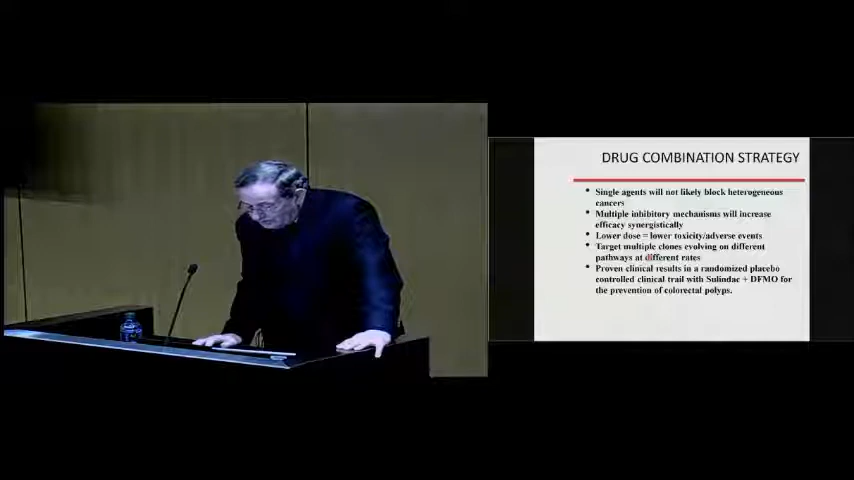 DRUG COMBINATION STRATEGY
• Single agents will not likely block heterogeneous
cancers
• Multiple inhibitory mechanisms will increase
efficacy synergistically
• Lower dose = lower toxicity/adverse events
• Target multiple clones evolving on different
pathways at different rates
• Proven clinical results in a randomized placebo
controlled clinical trail with Sulindac + DFMO for
the prevention of colorectal polyps.